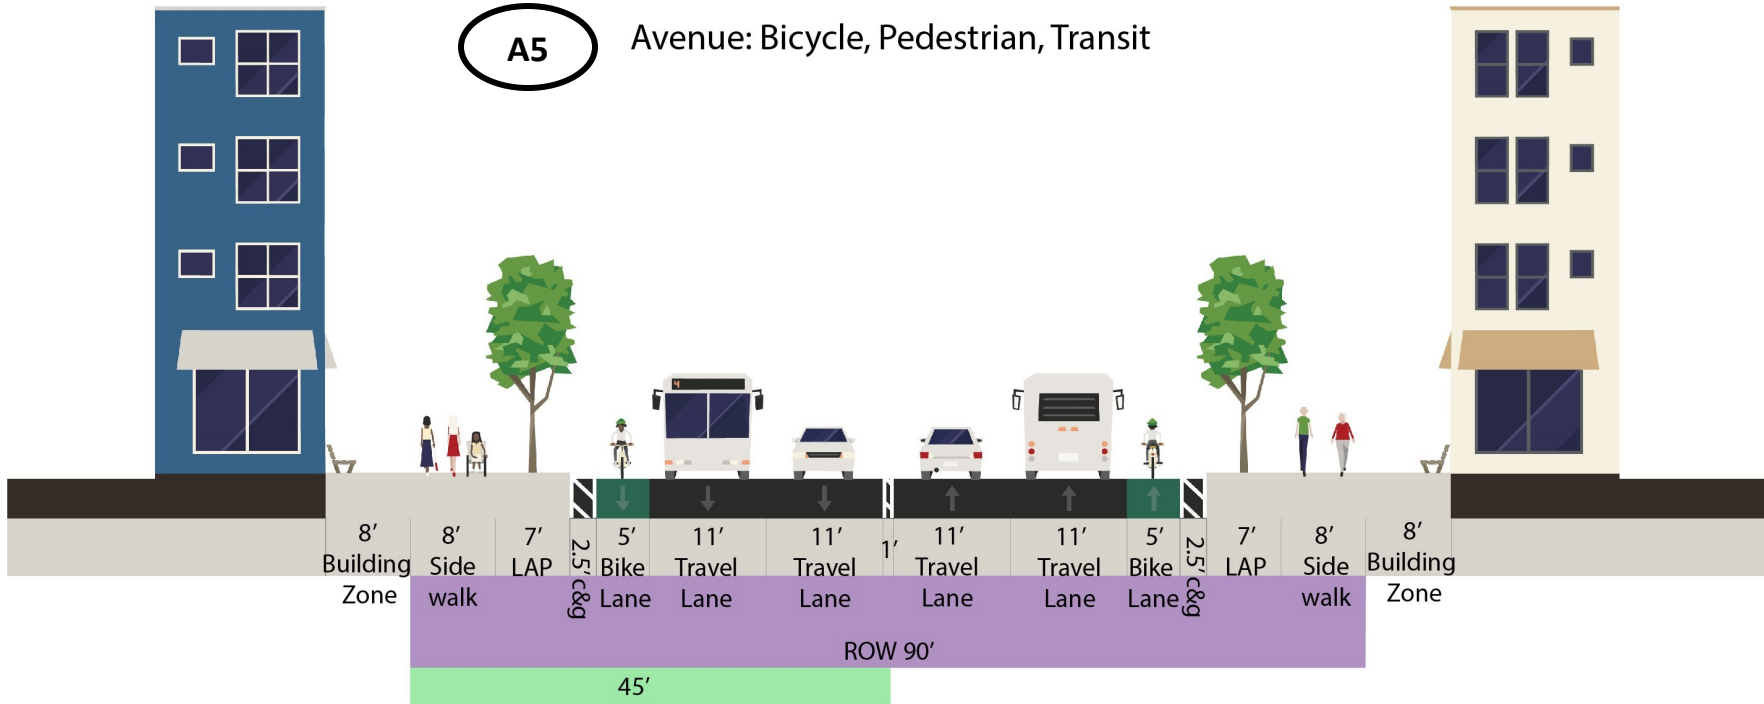 A5
Avenue: Bicycle, Pedestrian, Transit
4
8’ Building Zone
8’ Side walk
7’ LAP
2.5’ c&g
5’ Bike Lane
11’ Travel Lane
11’ Travel Lane
1’
11’ Travel Lane
11’ Travel Lane
5’ Bike Lane
2.5’ c&g
7’ LAP
8’ Side walk
8’ Building Zone
ROW 90’
45’